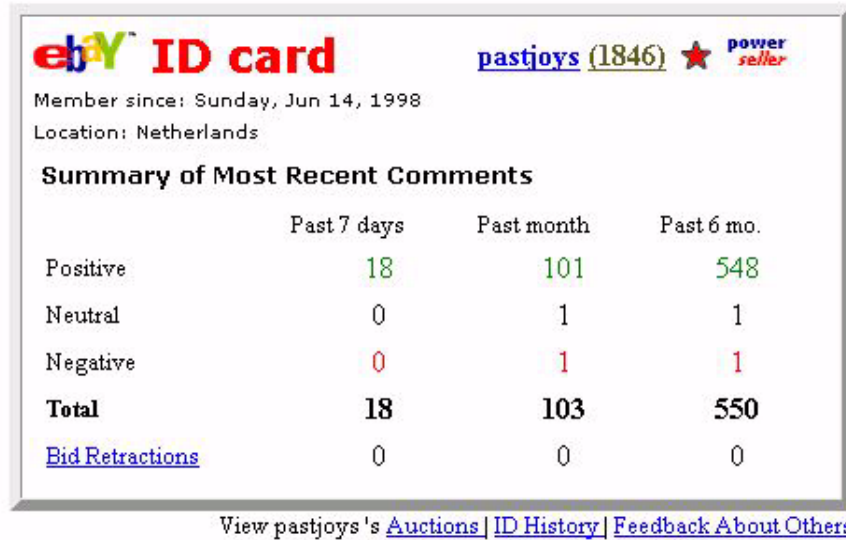 ebaY™ ID card pastjoys (1846) power seller
Member since: Sunday, Jun 14, 1998
Location: Netherlands
Summary of Most Recent Comments
Past 7 days Past month Past 6 mo.
Positive 18 101 548
Neutral 0 1 1
Negative 0 1 1
Total 18 103 550
Bid Retractions 0 0 0
View pastjoys 's Auctions | ID History | Feedback About Others